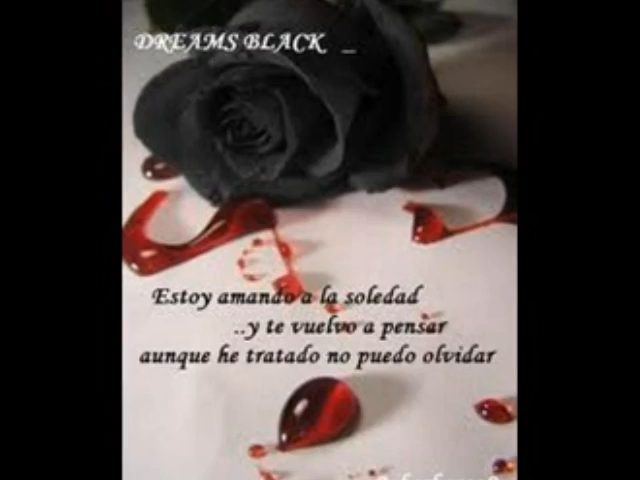 DREAMS BLACK _
Estoy amando a la soledad
..y te vuelvo a pensar
aunque he tratado no puedo olvidar